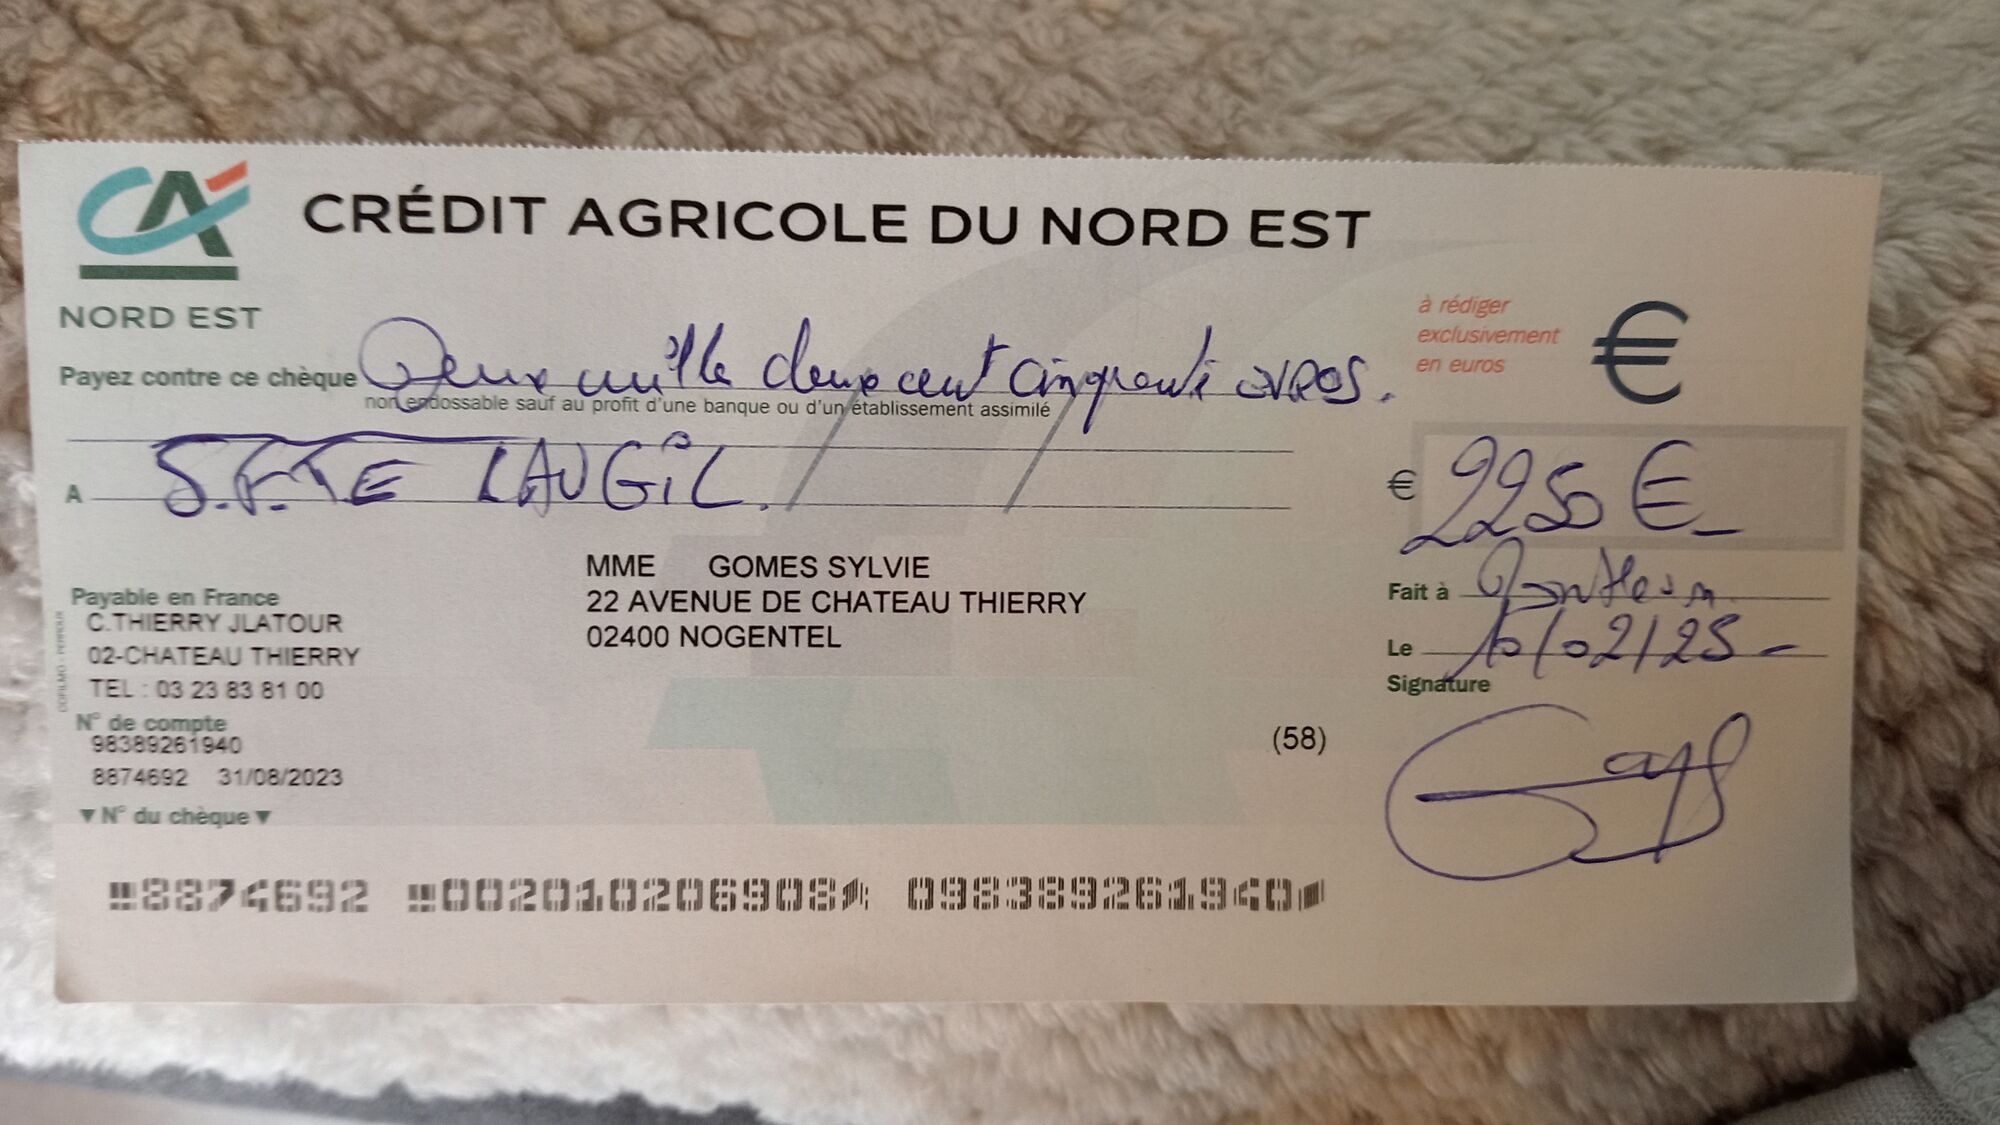 CA
CRÉDIT AGRICOLE DU NORD EST
NORD EST
à rédiger
exclusivement
en euros
€
Payez contre ce chèque Deux mille deux cent cinquante euros.
non endossable sauf au profit d'une banque ou d'un établissement assimilé
A S.F.T.E LAUGIL.
€ 2250 €
MME GOMES SYLVIE
22 AVENUE DE CHATEAU THIERRY
02400 NOGENTEL
Fait à
Le 10/02/25
Signature
Payable en France
C.THIERRY JLATOUR
02-CHATEAU THIERRY
TEL : 03 23 83 81 00
N° de compte
98389261940
8874692 31/08/2023
(58)
▼ N° du chèque ▼
8874692 002010206908 098389261940